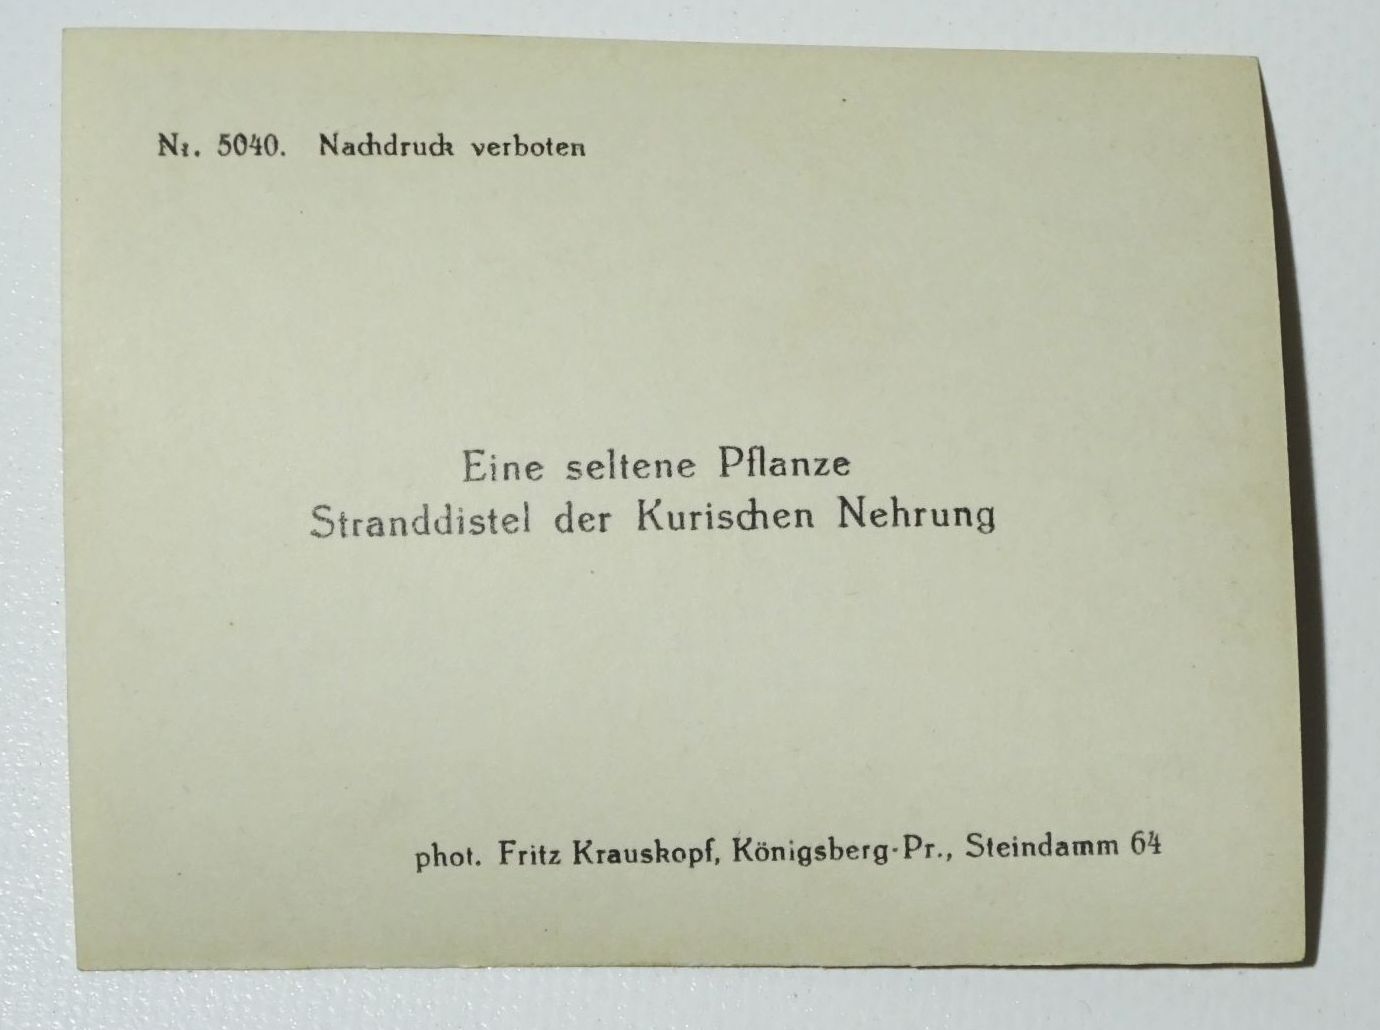 Nr. 5040. Nachdruck verboten
Eine seltene Pflanze
Stranddistel der Kurischen Nehrung
phot. Fritz Krauskopf, Königsberg-Pr., Steindamm 64